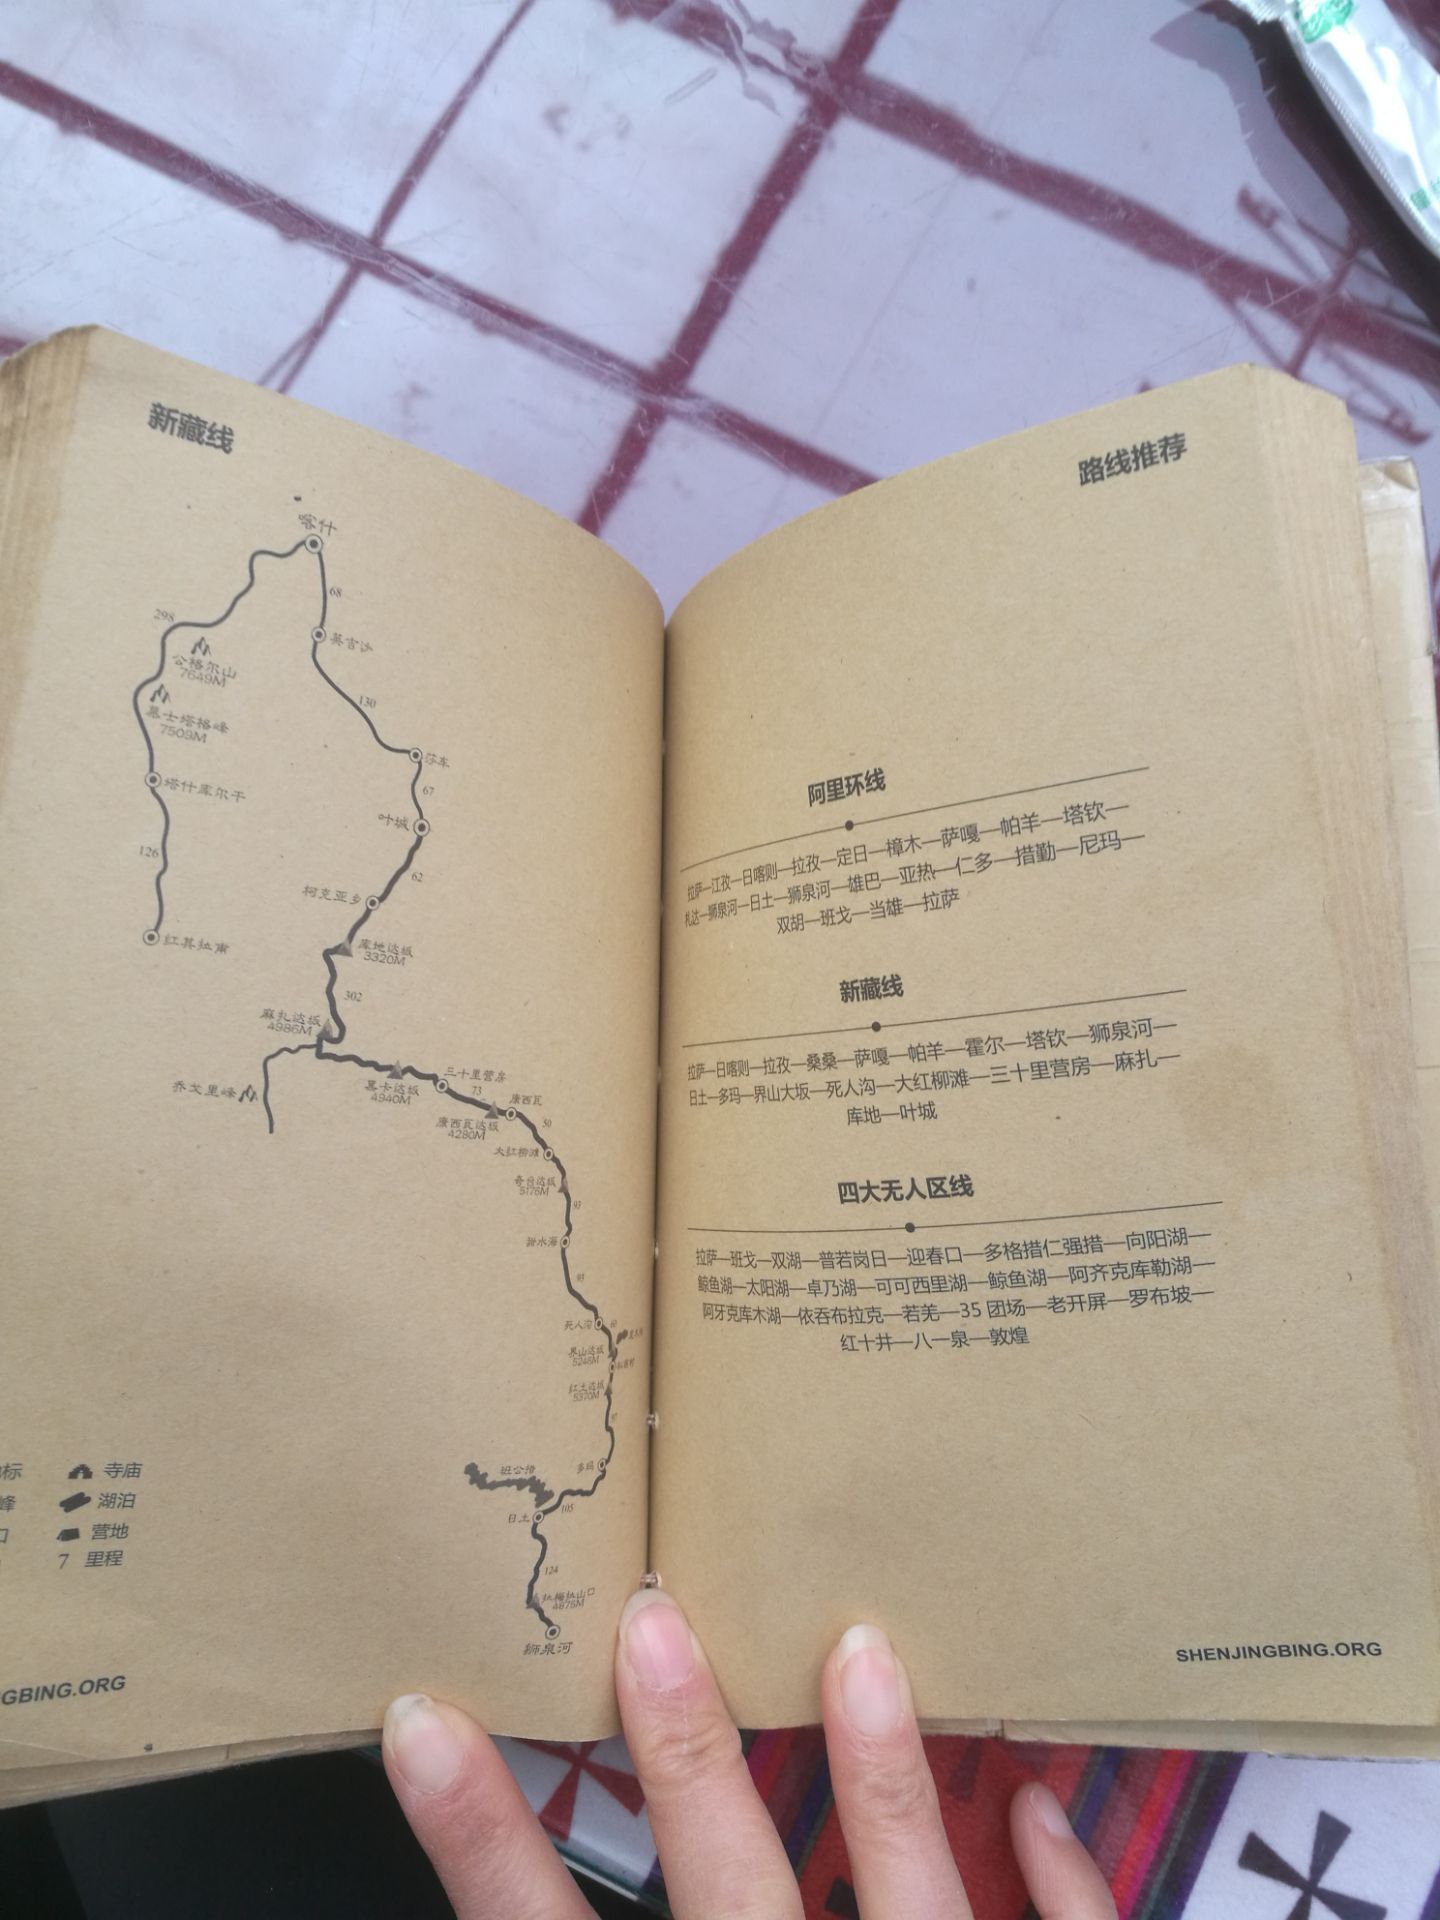 新藏线
喀什
68
298
英吉沙
公格尔山
7649M
130
慕士塔格峰
7509M
莎车
塔什库尔干
67
叶城
126
62
柯克亚乡
红其拉甫
库地达坂
3320M
302
麻扎达坂
4986M
三十里营房
乔戈里峰
黑卡达坂
4940M
73
康西瓦
康西瓦达坂
4280M
50
大红柳滩
奇台达坂
5176M
93
甜水海
死人沟
界山达坂
5248M
红土达坂
5370M
班公措
多玛
105
日土
124
拉梅拉山口
狮泉河
标
寺庙
峰
湖泊
口
营地
7 里程
GBING.ORG
路线推荐
阿里环线
拉萨—江孜—日喀则—拉孜—定日—樟木—萨嘎—帕羊—塔钦—
札达—狮泉河—日土—狮泉河—雄巴—亚热—仁多—措勤—尼玛—
双胡—班戈—当雄—拉萨
新藏线
拉萨—日喀则—拉孜—桑桑—萨嘎—帕羊—霍尔—塔钦—狮泉河—
日土—多玛—界山大坂—死人沟—大红柳滩—三十里营房—麻扎—
库地—叶城
四大无人区线
拉萨—班戈—双湖—普若岗日—迎春口—多格措仁强措—向阳湖—
鲸鱼湖—太阳湖—卓乃湖—可可西里湖—鲸鱼湖—阿齐克库勒湖—
阿牙克库木湖—依吞布拉克—若羌—35 团场—老开屏—罗布坡—
红十井—八一泉—敦煌
SHENJINGBING.ORG